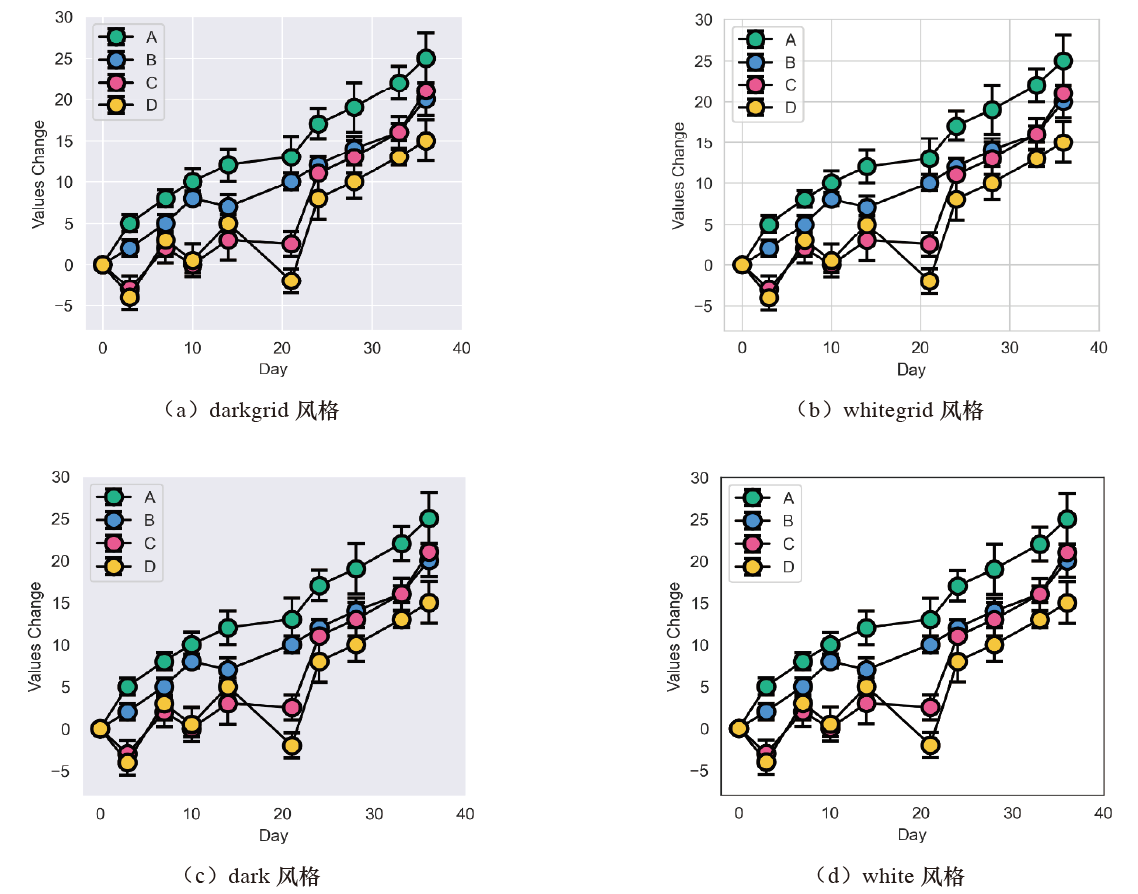 30
25
20
15
10
5
0
−5
Values Change
A
B
C
D
0 10 20 30 40
Day
（a）darkgrid 风格
30
25
20
15
10
5
0
−5
Values Change
A
B
C
D
0 10 20 30 40
Day
（b）whitegrid 风格
30
25
20
15
10
5
0
−5
Values Change
A
B
C
D
0 10 20 30 40
Day
（c）dark 风格
30
25
20
15
10
5
0
−5
Values Change
A
B
C
D
0 10 20 30 40
Day
（d）white 风格